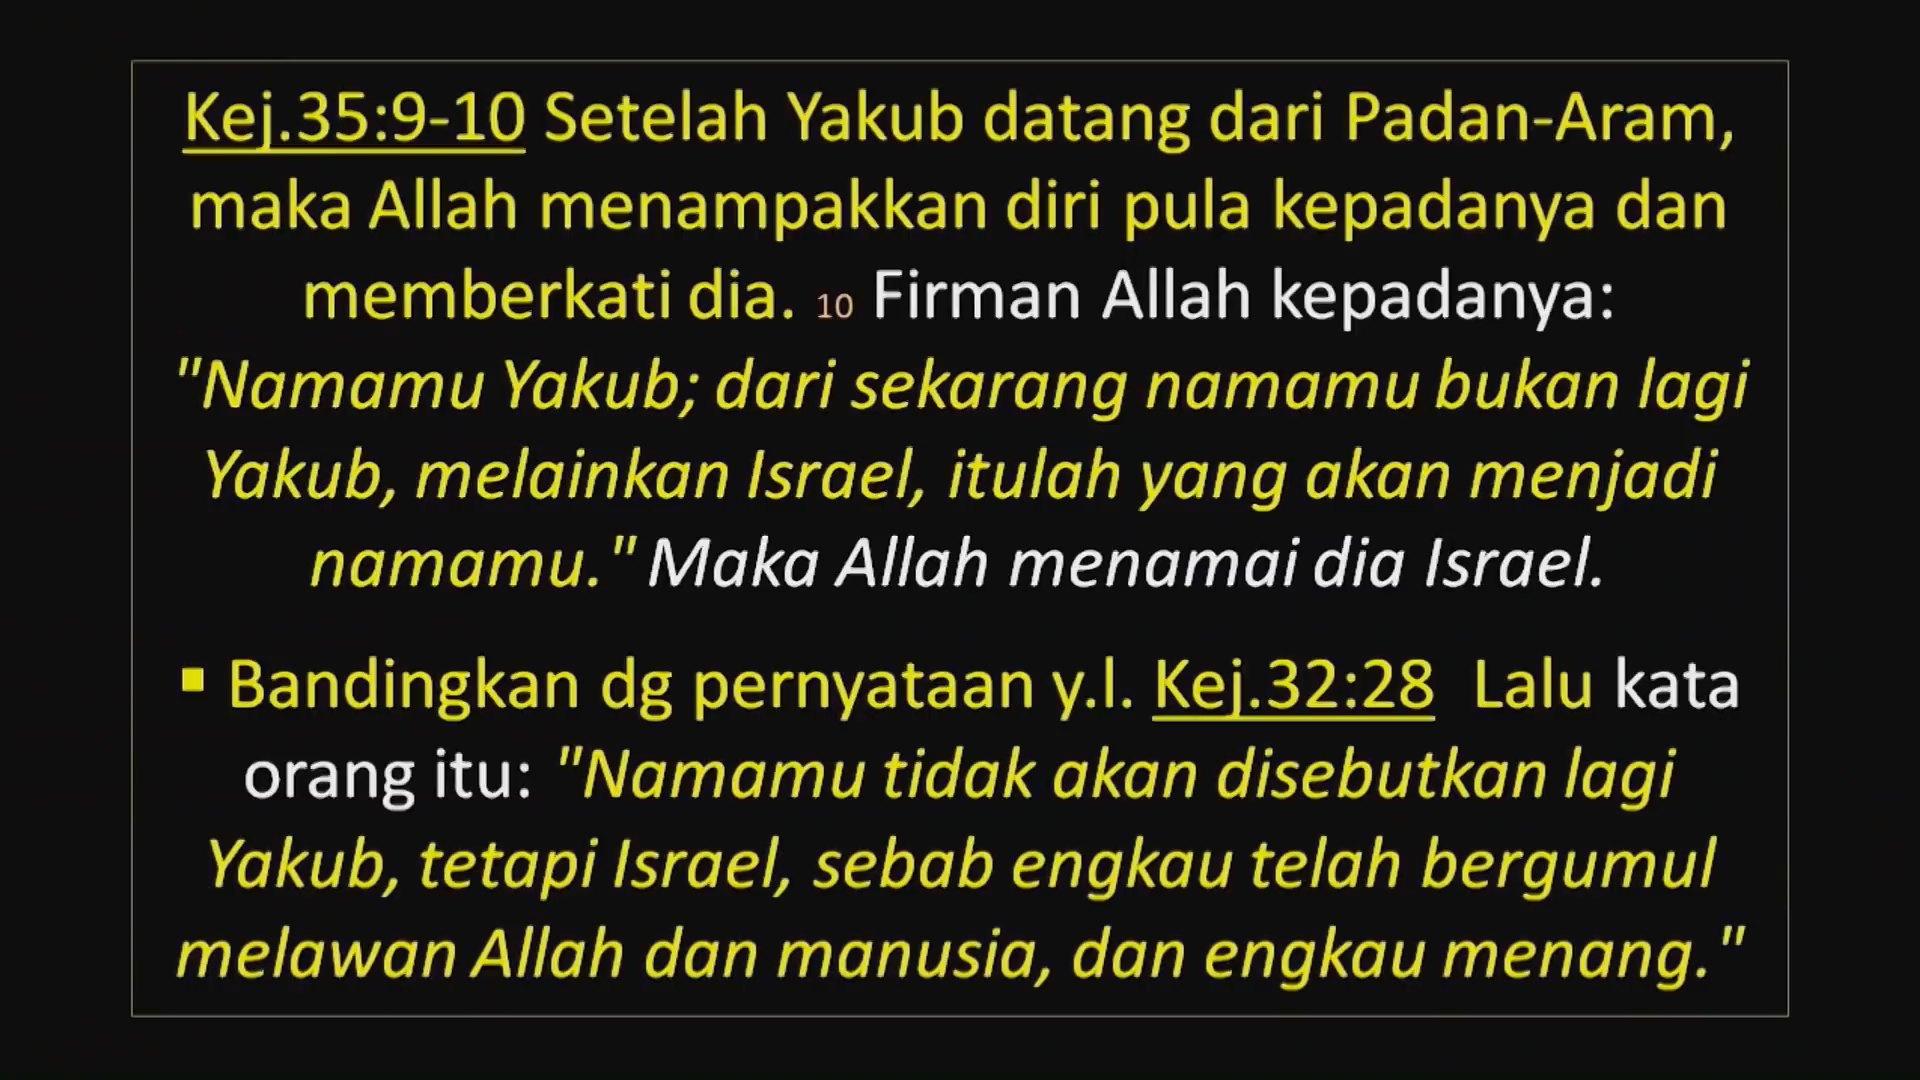 Kej.35:9-10 Setelah Yakub datang dari Padan-Aram,
maka Allah menampakkan diri pula kepadanya dan
memberkati dia. 10 Firman Allah kepadanya:
"Namamu Yakub; dari sekarang namamu bukan lagi
Yakub, melainkan Israel, itulah yang akan menjadi
namamu." Maka Allah menamai dia Israel.
▪ Bandingkan dg pernyataan y.l. Kej.32:28 Lalu kata
orang itu: "Namamu tidak akan disebutkan lagi
Yakub, tetapi Israel, sebab engkau telah bergumul
melawan Allah dan manusia, dan engkau menang."